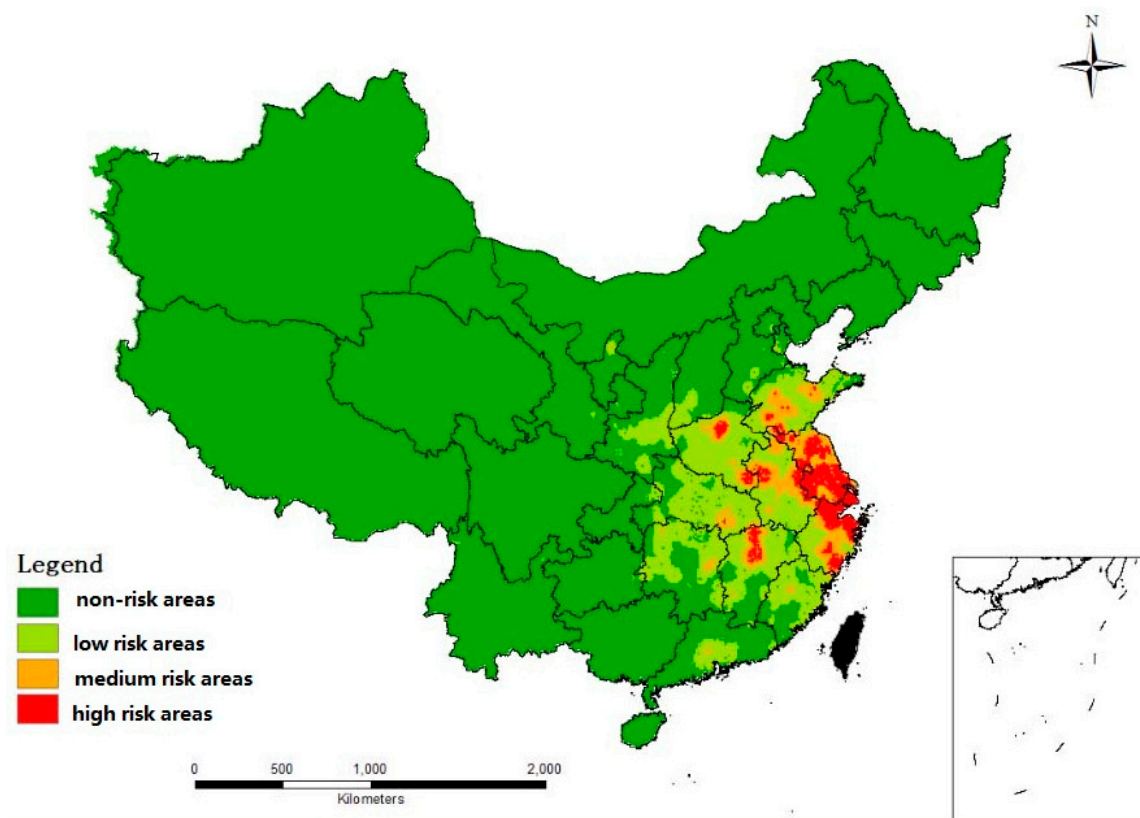 N
Legend
non-risk areas
low risk areas
medium risk areas
high risk areas
0 500 1,000 2,000
Kilometers